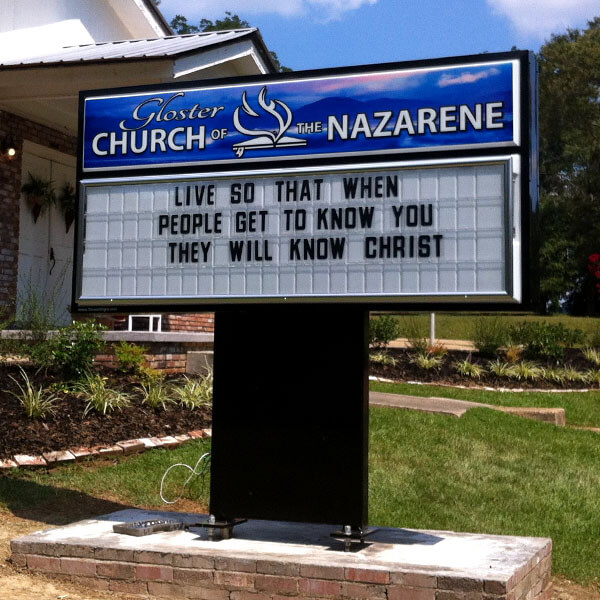 Gloster
CHURCH OF THE NAZARENE
LIVE SO THAT WHEN
PEOPLE GET TO KNOW YOU
THEY WILL KNOW CHRIST